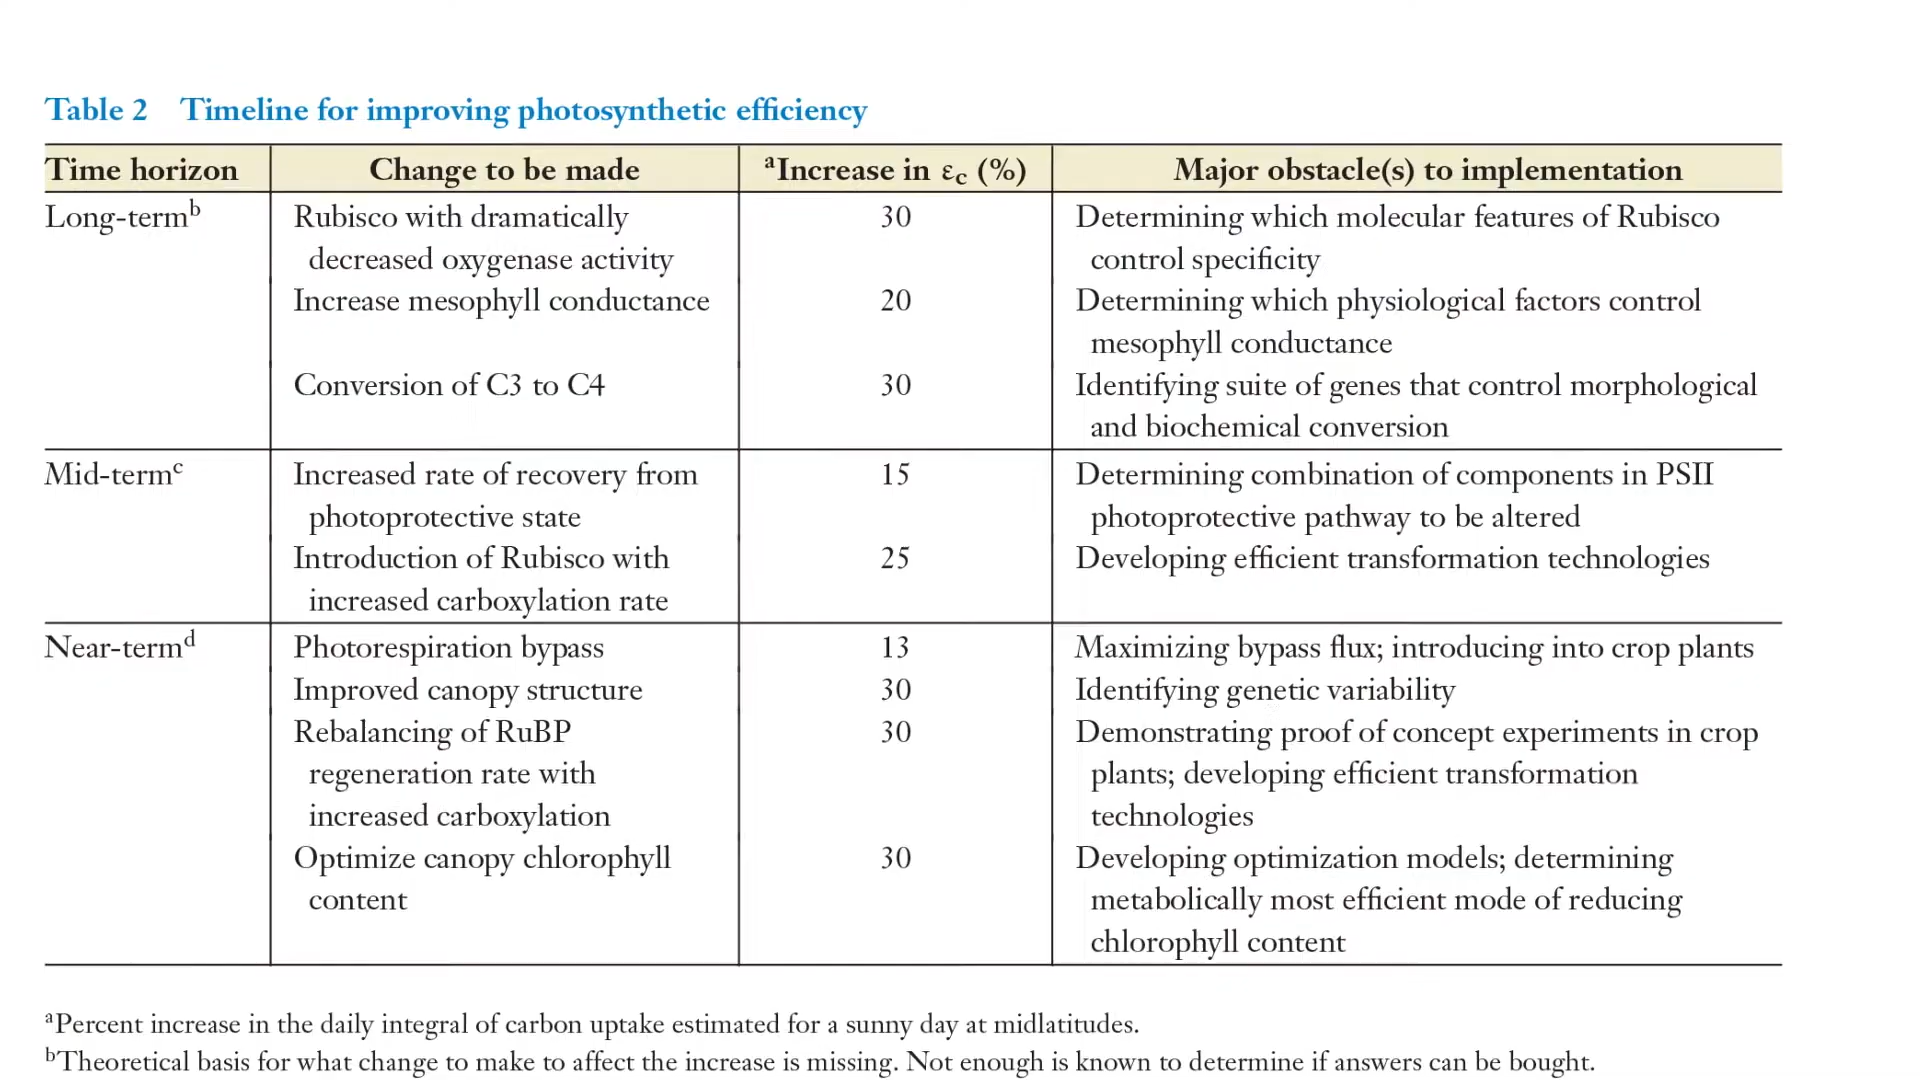 Table 2 Timeline for improving photosynthetic efficiency
Time horizon Change to be made aIncrease in εc (%) Major obstacle(s) to implementation
Long-termb Rubisco with dramatically 30 Determining which molecular features of Rubisco
decreased oxygenase activity control specificity
Increase mesophyll conductance 20 Determining which physiological factors control
mesophyll conductance
Conversion of C3 to C4 30 Identifying suite of genes that control morphological
and biochemical conversion
Mid-termc Increased rate of recovery from 15 Determining combination of components in PSII
photoprotective state photoprotective pathway to be altered
Introduction of Rubisco with 25 Developing efficient transformation technologies
increased carboxylation rate
Near-termd Photorespiration bypass 13 Maximizing bypass flux; introducing into crop plants
Improved canopy structure 30 Identifying genetic variability
Rebalancing of RuBP 30 Demonstrating proof of concept experiments in crop
regeneration rate with plants; developing efficient transformation
increased carboxylation technologies
Optimize canopy chlorophyll 30 Developing optimization models; determining
content metabolically most efficient mode of reducing
chlorophyll content
aPercent increase in the daily integral of carbon uptake estimated for a sunny day at midlatitudes.
bTheoretical basis for what change to make to affect the increase is missing. Not enough is known to determine if answers can be bought.